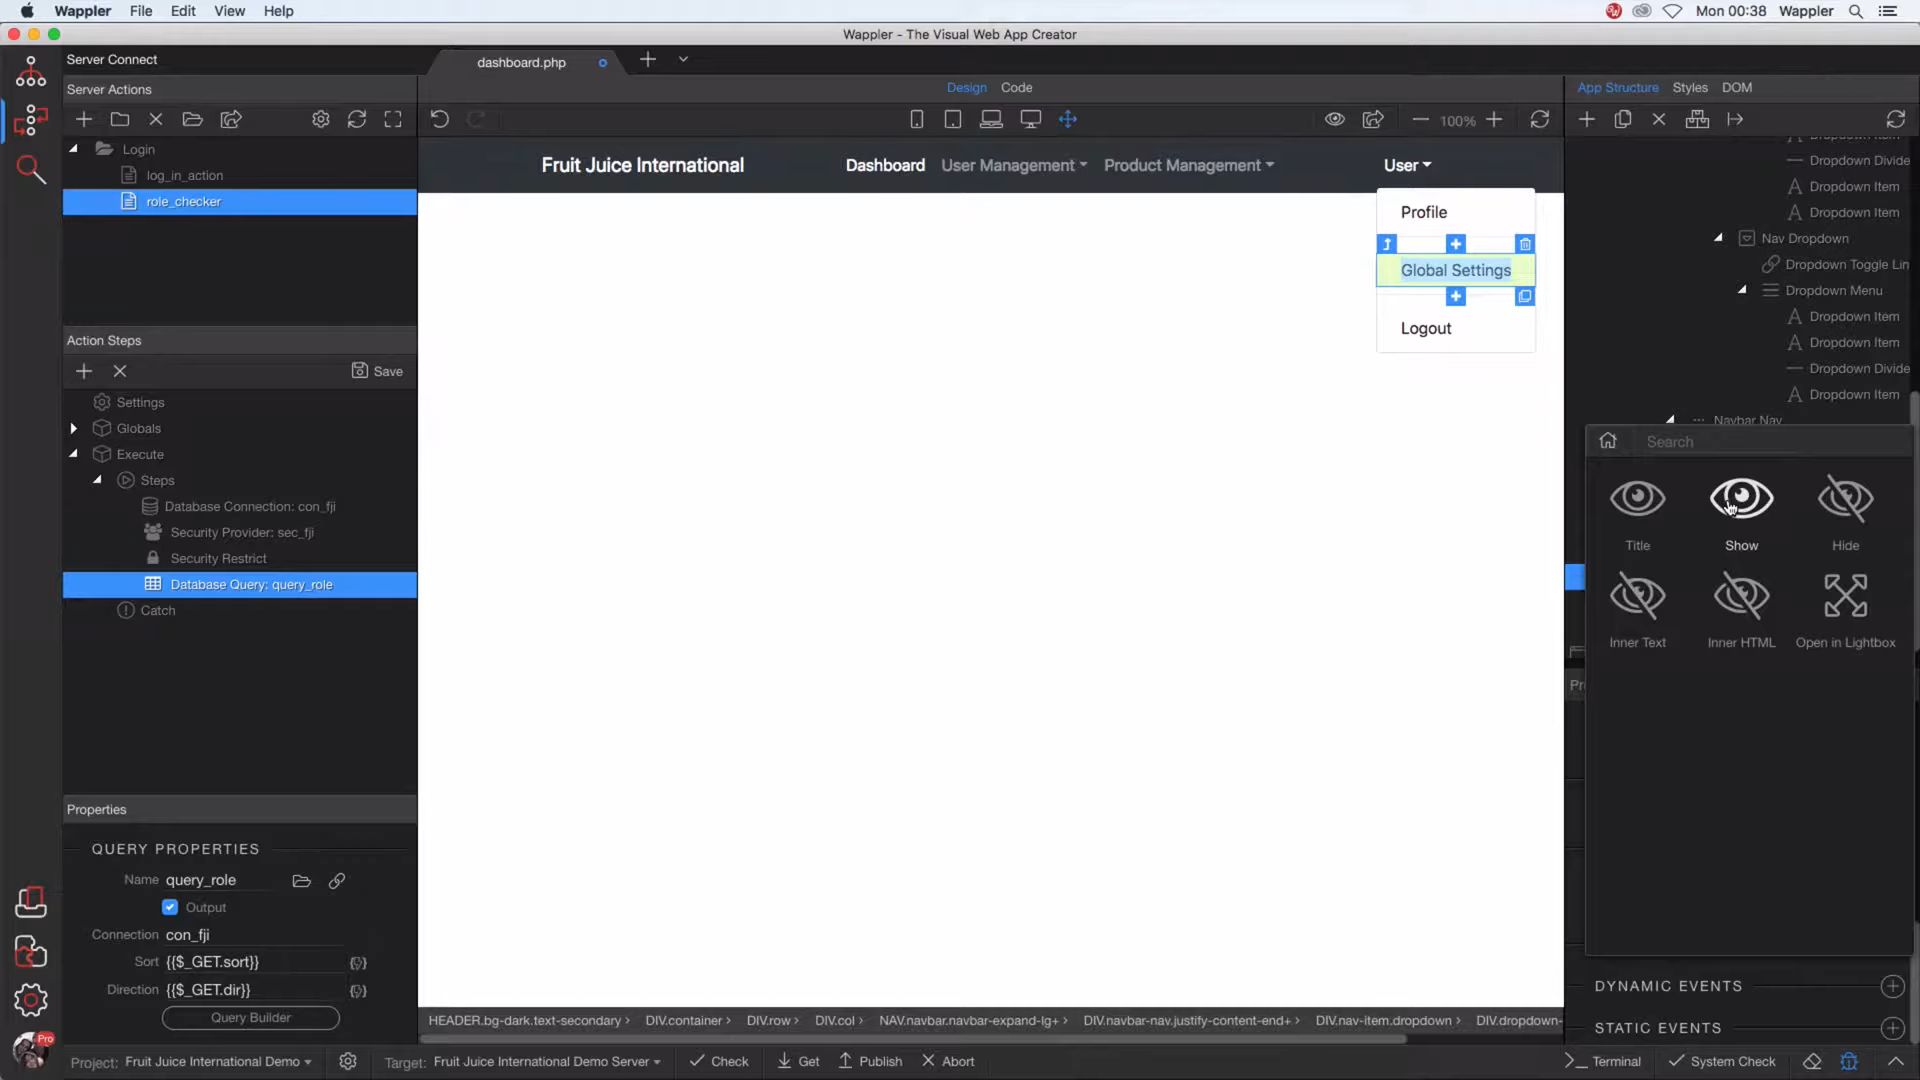 Wappler File Edit View Help Mon 00:38 Wappler
Wappler - The Visual Web App Creator
Server Connect
dashboard.php
Server Actions
Design Code
App Structure Styles DOM
100%
Login
log_in_action
role_checker
Fruit Juice International Dashboard User Management Product Management User
Profile
Global Settings
Logout
Dropdown Divide
Dropdown Item
Dropdown Item
Nav Dropdown
Dropdown Toggle Lin
Dropdown Menu
Dropdown Item
Dropdown Item
Dropdown Divide
Dropdown Item
Navbar Nav
Search
Title Show Hide
Inner Text Inner HTML Open in Lightbox
Action Steps
Save
Settings
Globals
Execute
Steps
Database Connection: con_fji
Security Provider: sec_fji
Security Restrict
Database Query: query_role
Catch
Properties
QUERY PROPERTIES
Name query_role
Output
Connection con_fji
Sort {{$_GET.sort}}
Direction {{$_GET.dir}}
Query Builder
DYNAMIC EVENTS
STATIC EVENTS
HEADER.bg-dark.text-secondary DIV.container DIV.row DIV.col NAV.navbar.navbar-expand-lg+ DIV.navbar-nav.justify-content-end+ DIV.nav-item.dropdown DIV.dropdown-
Pro
Project: Fruit Juice International Demo Target: Fruit Juice International Demo Server Check Get Publish Abort Terminal System Check